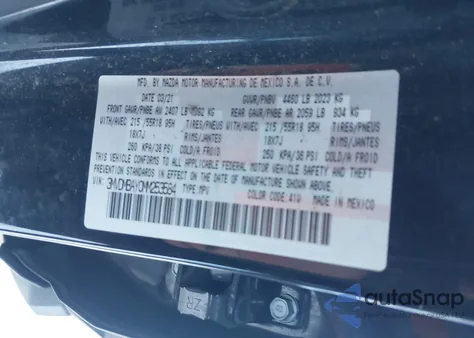 MFD. BY MAZDA MOTOR MANUFACTURING DE MEXICO S.A. DE C.V.
DATE 03/21 GVWR/PNBV 4460 LB 2023 KG
FRONT GAWR/PNBE AV 2407 LB 1092 KG REAR GAWR/PNBE AR 2059 LB 934 KG
WITH/AVEC 215 /55R18 95H TIRES/PNEUS WITH/AVEC 215 /55R18 95H TIRES/PNEUS
18X7J RIMS/JANTES 18X7J RIMS/JANTES
260 KPA/38 PSI COLD/A FROID 250 KPA/36 PSI COLD/A FROID
THIS VEHICLE CONFORMS TO ALL APPLICABLE FEDERAL MOTOR VEHICLE SAFETY AND THEFT
PREVENTION STANDARDS IN EFFECT ON THE DATE OF MANUFACTURE SHOWN ABOVE.
VIN: TYPE:MPV COLOR CODE:41W MADE IN MEXICO
ZR
autoSnap